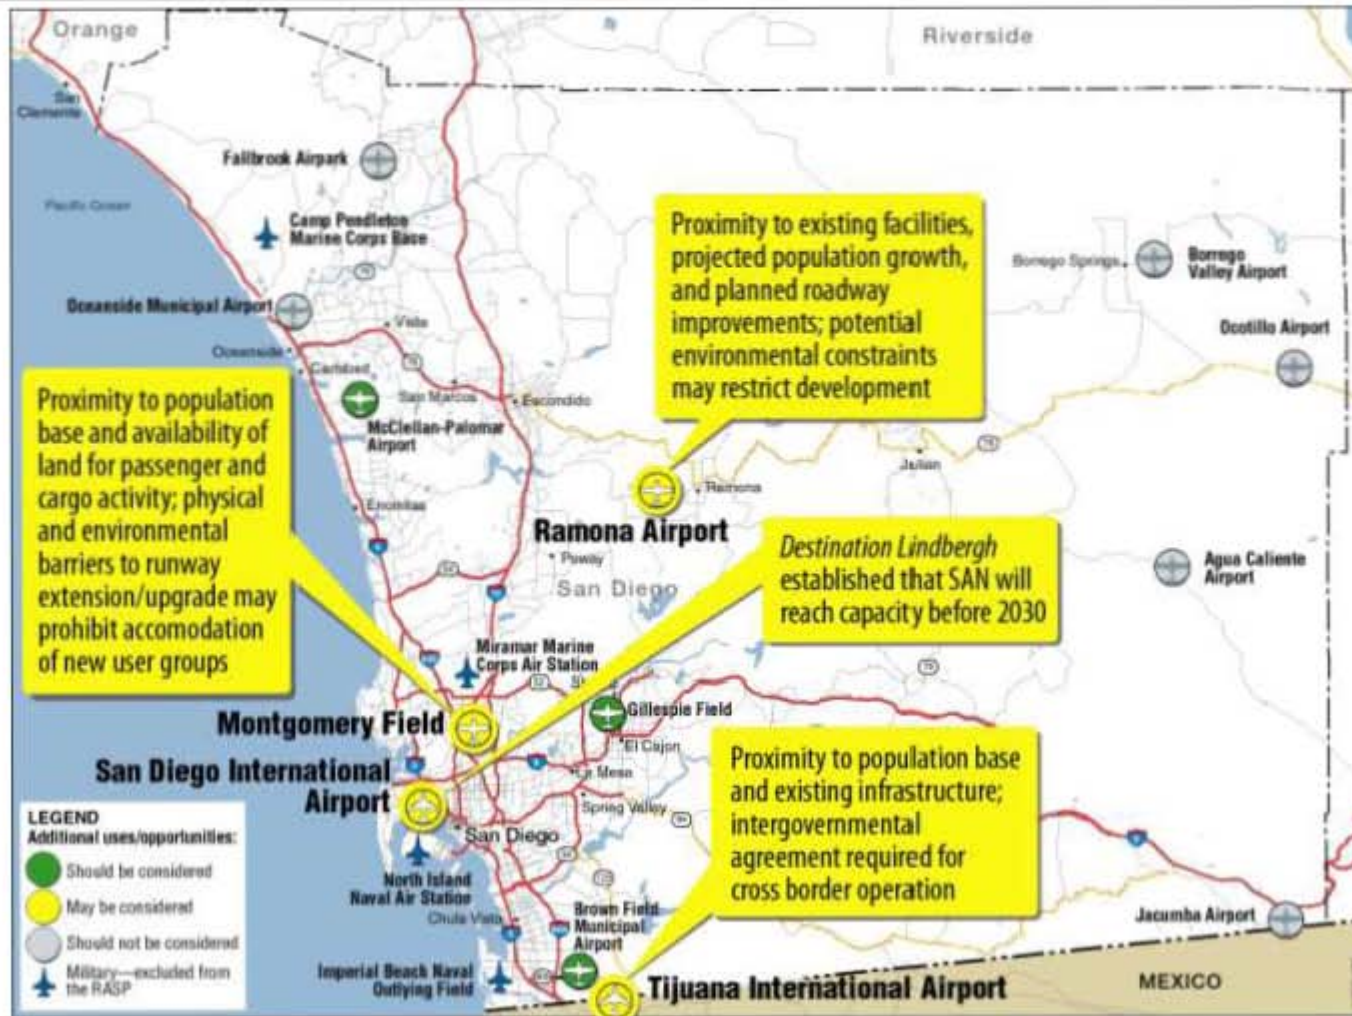 Orange
Riverside
San
Clemente
Fallbrook Airpark
Pacific Ocean
Camp Pendleton
Marine Corps Base
76
Oceanside Municipal Airport
Vista
Oceanside
Carlsbad
78
San Marcos
Escondido
McClellan-Palomar
Airport
Encinitas
Proximity to existing facilities,
projected population growth,
and planned roadway
improvements; potential
environmental constraints
may restrict development
Borrego Springs
Borrego
Valley Airport
Ocotillo Airport
78
Julian
Ramona
Ramona Airport
Proximity to population
base and availability of
land for passenger and
cargo activity; physical
and environmental
barriers to runway
extension/upgrade may
prohibit accomodation
of new user groups
Poway
San Diego
Destination Lindbergh
established that SAN will
reach capacity before 2030
Agua Caliente
Airport
Miramar Marine
Corps Air Station
52
79
Gillespie Field
Montgomery Field
El Cajon
8
La Mesa
San Diego International
Airport
Spring Valley
94
San Diego
Proximity to population base
and existing infrastructure;
intergovernmental
agreement required for
cross border operation
8
North Island
Naval Air Station
Chula Vista
Brown Field
Municipal
Airport
Jacumba Airport
Imperial Beach Naval
Outlying Field
Tijuana International Airport
MEXICO
LEGEND
Additional uses/opportunities:
Should be considered
May be considered
Should not be considered
Military—excluded from
the RASP